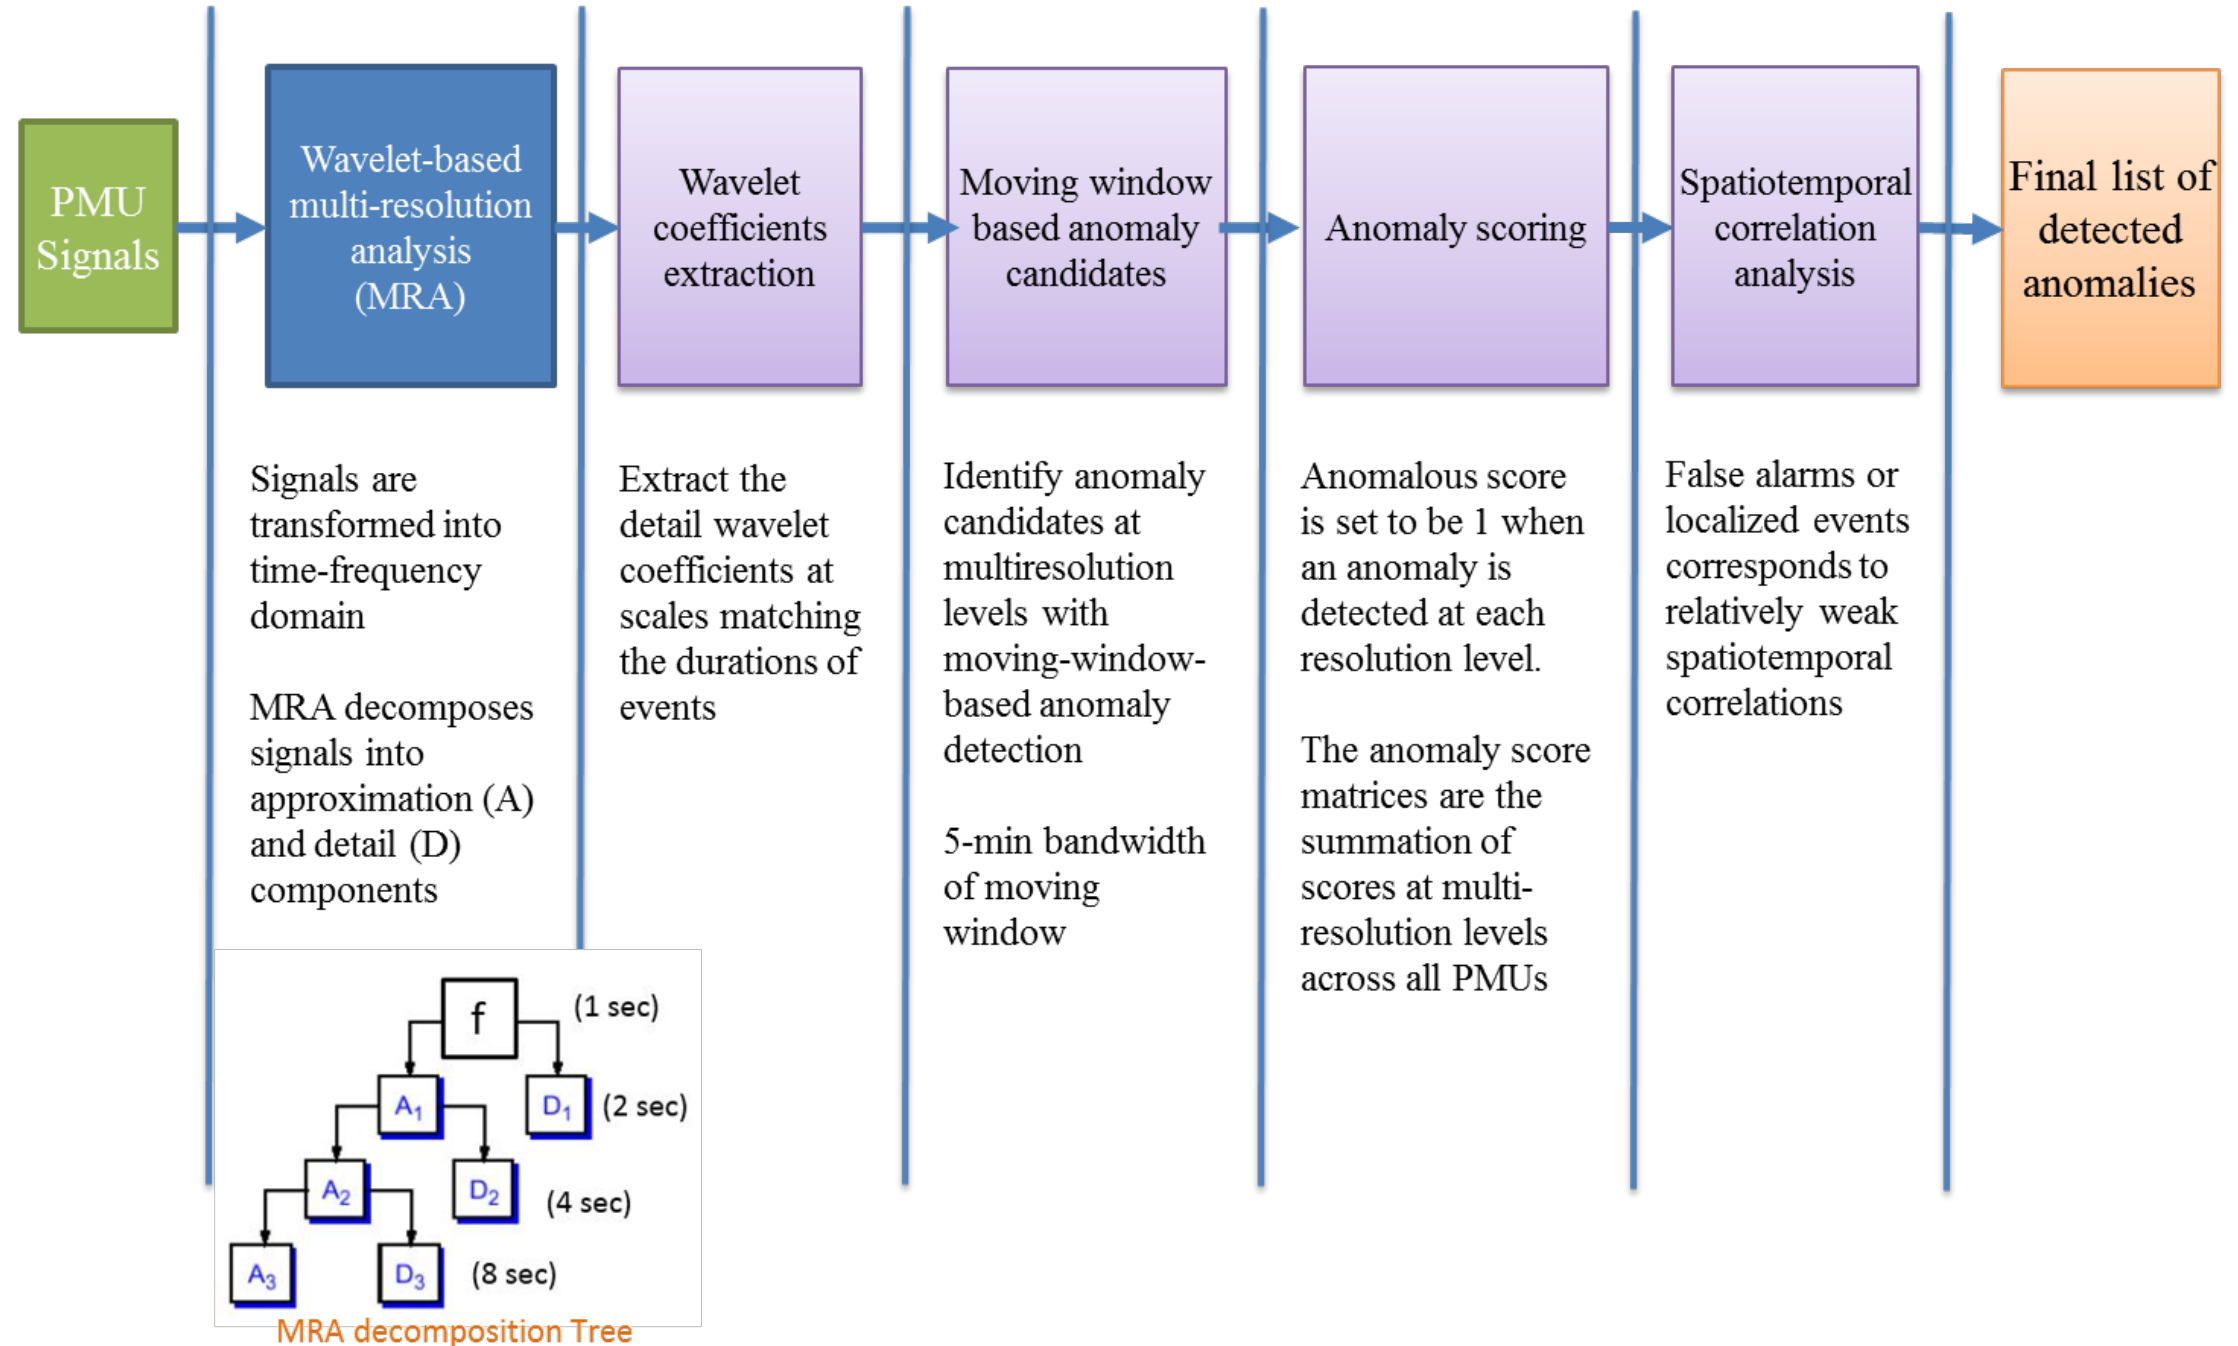 PMU
Signals
Wavelet-based
multi-resolution
analysis
(MRA)
Wavelet
coefficients
extraction
Moving window
based anomaly
candidates
Anomaly scoring
Spatiotemporal
correlation
analysis
Final list of
detected
anomalies
Signals are
transformed into
time-frequency
domain
MRA decomposes
signals into
approximation (A)
and detail (D)
components
Extract the
detail wavelet
coefficients at
scales matching
the durations of
events
Identify anomaly
candidates at
multiresolution
levels with
moving-window-
based anomaly
detection
5-min bandwidth
of moving
window
Anomalous score
is set to be 1 when
an anomaly is
detected at each
resolution level.
The anomaly score
matrices are the
summation of
scores at multi-
resolution levels
across all PMUs
False alarms or
localized events
corresponds to
relatively weak
spatiotemporal
correlations
f (1 sec)
A1 D1 (2 sec)
A2 D2 (4 sec)
A3 D3 (8 sec)
MRA decomposition Tree